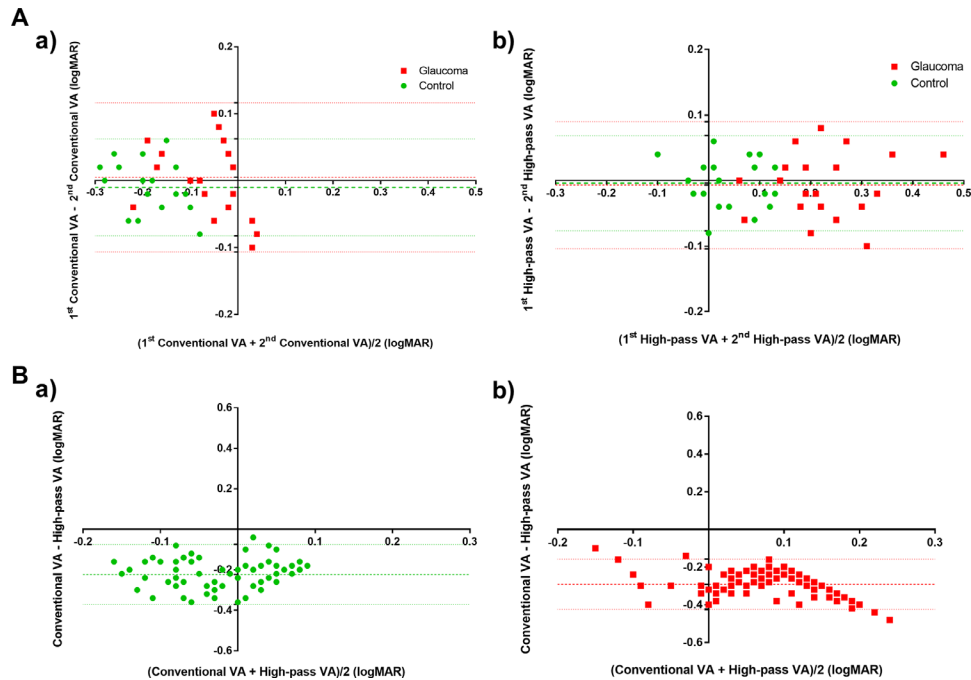 A
a)
1st Conventional VA - 2nd Conventional VA (logMAR)
0.2
0.1
-0.1
-0.2
-0.3 -0.2 -0.1 0.1 0.2 0.3 0.4 0.5
Glaucoma
Control
(1st Conventional VA + 2nd Conventional VA)/2 (logMAR)
b)
1st High-pass VA - 2nd High-pass VA (logMAR)
0.2
0.1
-0.1
-0.2
-0.3 -0.2 -0.1 0.1 0.2 0.3 0.4 0.5
Glaucoma
Control
(1st High-pass VA + 2nd High-pass VA)/2 (logMAR)
B
a)
Conventional VA - High-pass VA (logMAR)
0.6
0.4
0.2
-0.2
-0.4
-0.6
-0.2 -0.1 0.1 0.2 0.3
(Conventional VA + High-pass VA)/2 (logMAR)
b)
Conventional VA - High-pass VA (logMAR)
0.6
0.4
0.2
-0.2
-0.4
-0.6
-0.2 -0.1 0.1 0.2 0.3
(Conventional VA + High-pass VA)/2 (logMAR)